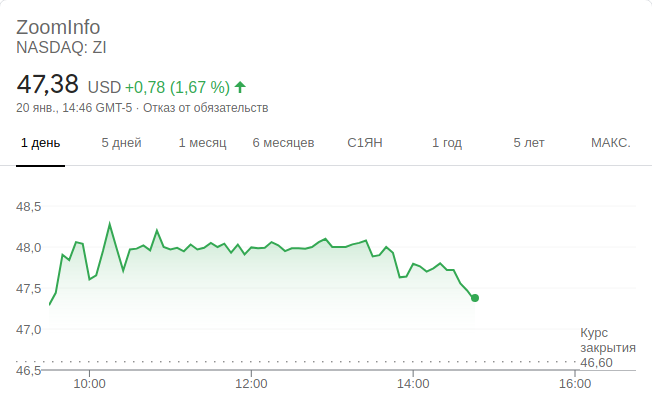 ZoomInfo
NASDAQ: ZI
47,38 USD +0,78 (1,67 %)
20 янв., 14:46 GMT-5 · Отказ от обязательств
1 день 5 дней 1 месяц 6 месяцев С1ЯН 1 год 5 лет МАКС.
48,5
48,0
47,5
47,0
Курс
закрытия
46,60
46,5
10:00 12:00 14:00 16:00